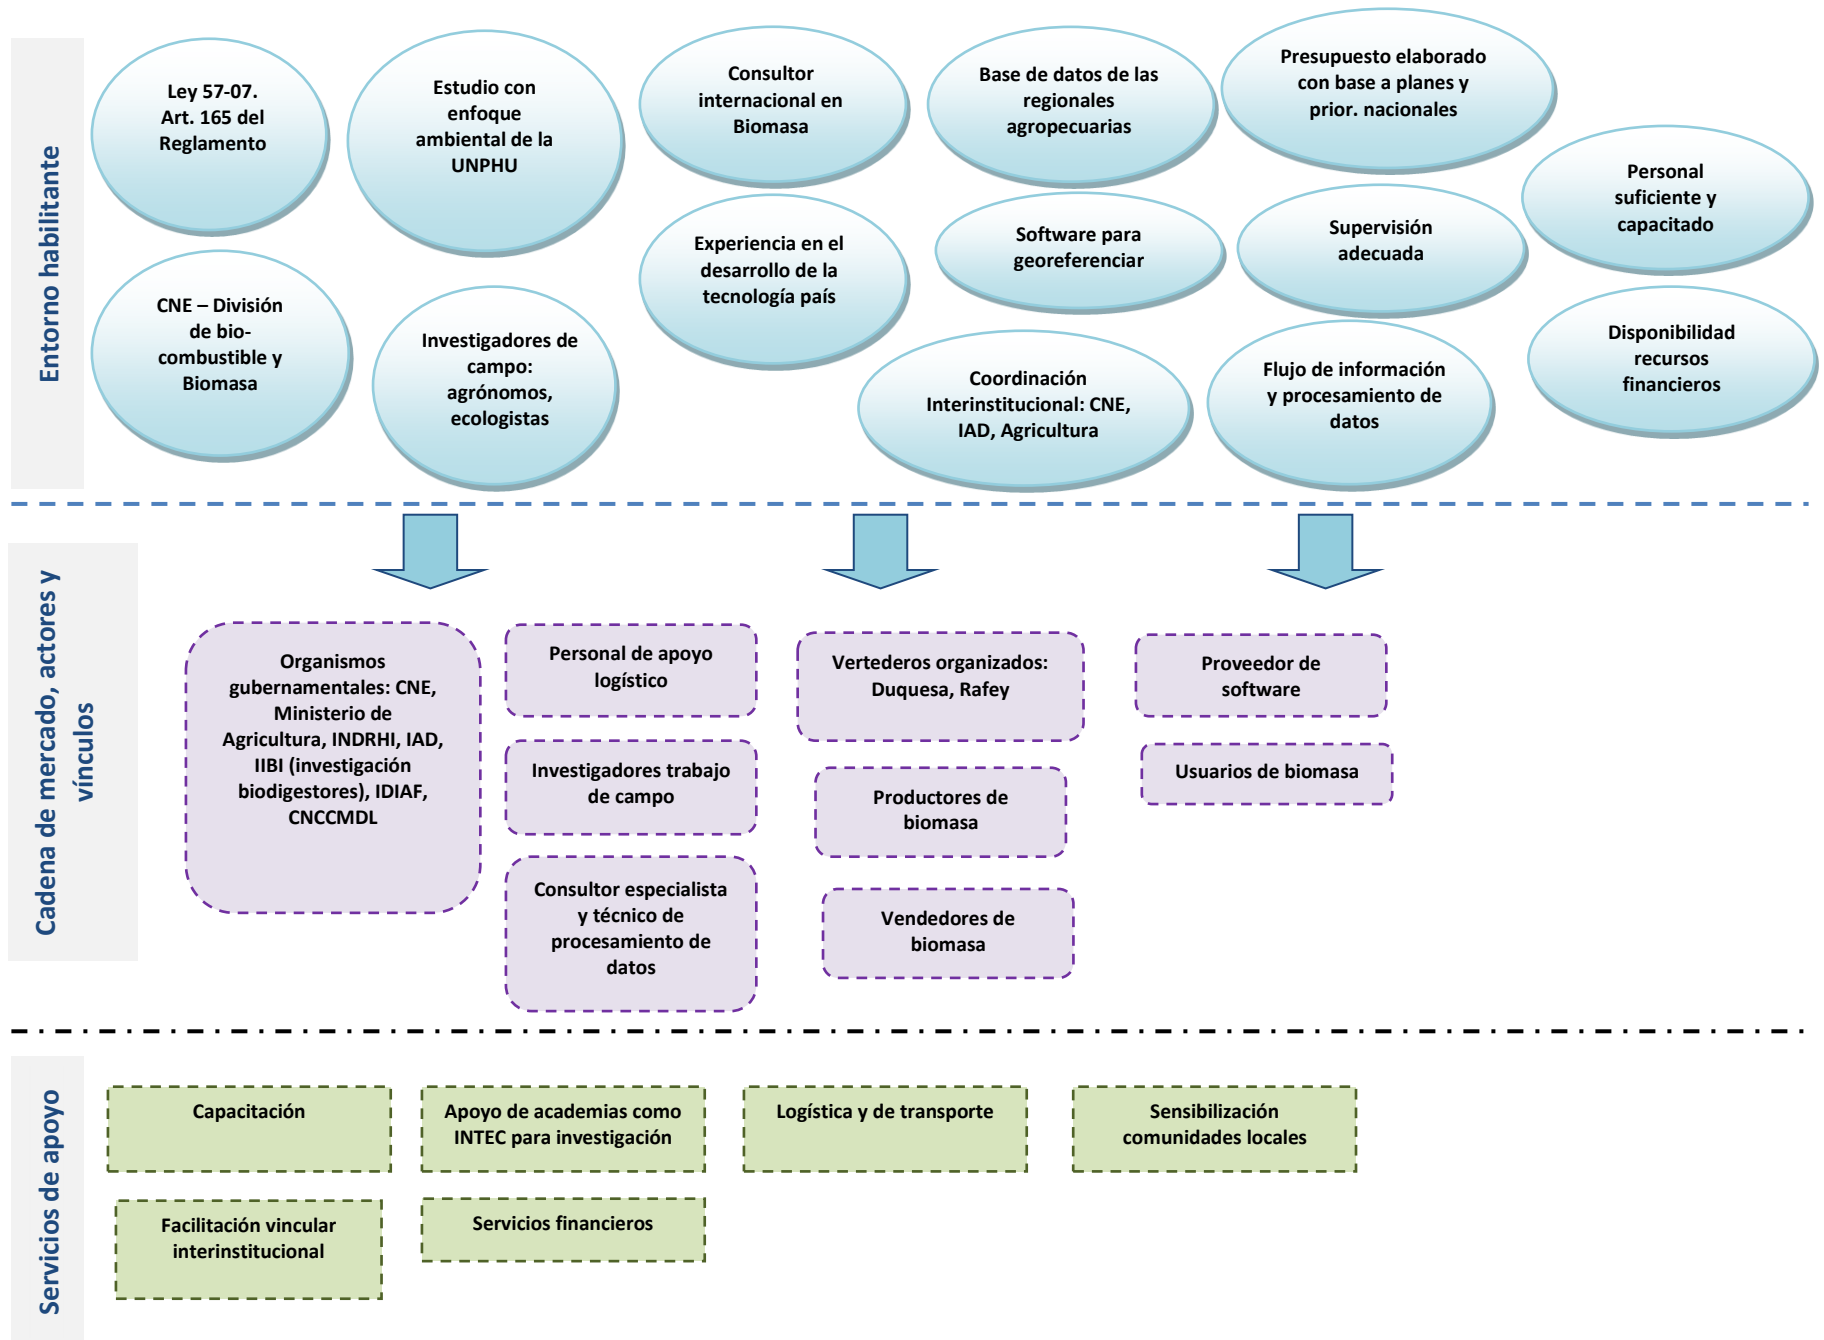 Entorno habilitante
Ley 57-07.
Art. 165 del
Reglamento
Estudio con
enfoque
ambiental de la
UNPHU
Consultor
internacional en
Biomasa
Base de datos de las
regionales
agropecuarias
Presupuesto elaborado
con base a planes y
prior. nacionales
Personal
suficiente y
capacitado
Experiencia en el
desarrollo de la
tecnología país
Software para
georeferenciar
Supervisión
adecuada
CNE – División
de bio-
combustible y
Biomasa
Investigadores de
campo:
agrónomos,
ecologistas
Coordinación
Interinstitucional: CNE,
IAD, Agricultura
Flujo de información
y procesamiento de
datos
Disponibilidad
recursos
financieros
Cadena de mercado, actores y
vínculos
Organismos
gubernamentales: CNE,
Ministerio de
Agricultura, INDRHI, IAD,
IIBI (investigación
biodigestores), IDIAF,
CNCCMDL
Personal de apoyo
logístico
Investigadores trabajo
de campo
Consultor especialista
y técnico de
procesamiento de
datos
Vertederos organizados:
Duquesa, Rafey
Productores de
biomasa
Vendedores de
biomasa
Proveedor de
software
Usuarios de biomasa
Servicios de apoyo
Capacitación
Apoyo de academias como
INTEC para investigación
Logística y de transporte
Sensibilización
comunidades locales
Facilitación vincular
interinstitucional
Servicios financieros